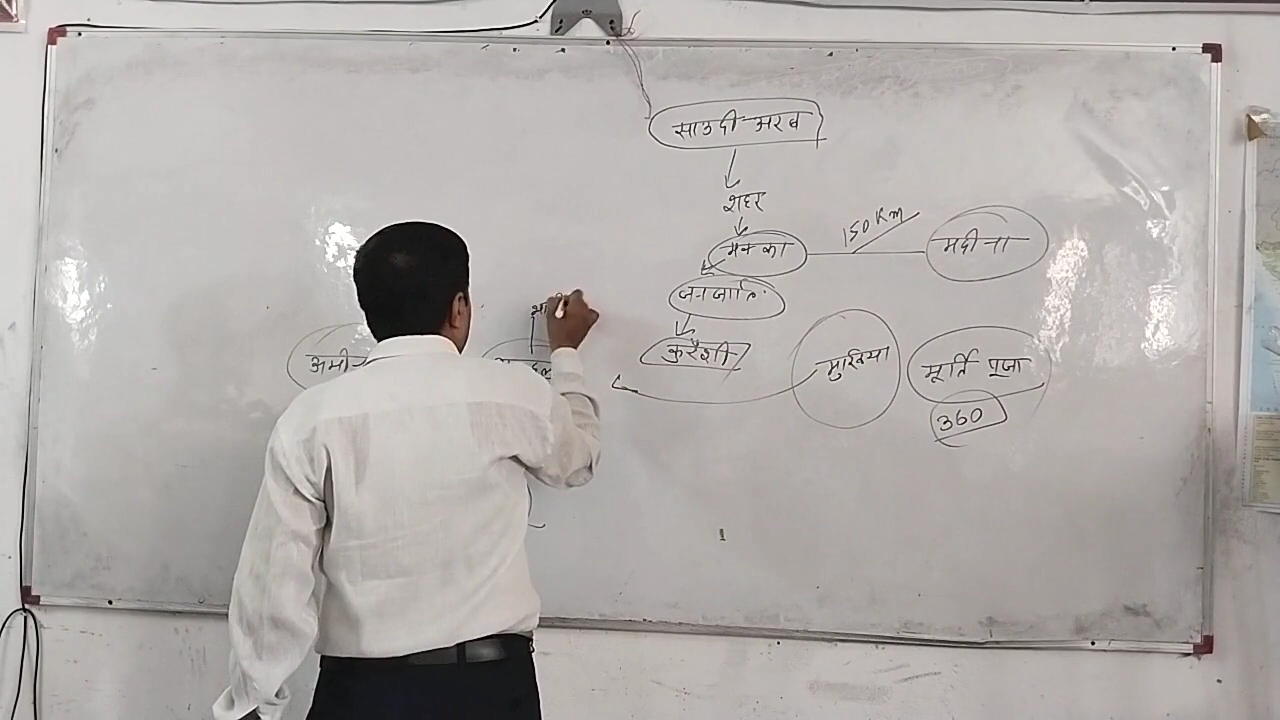 साउदी अरब
शहर
मक्का
150 Km
मदीना
जनजाति
कुरैशी
मुखिया
मूर्ति पूजा
360